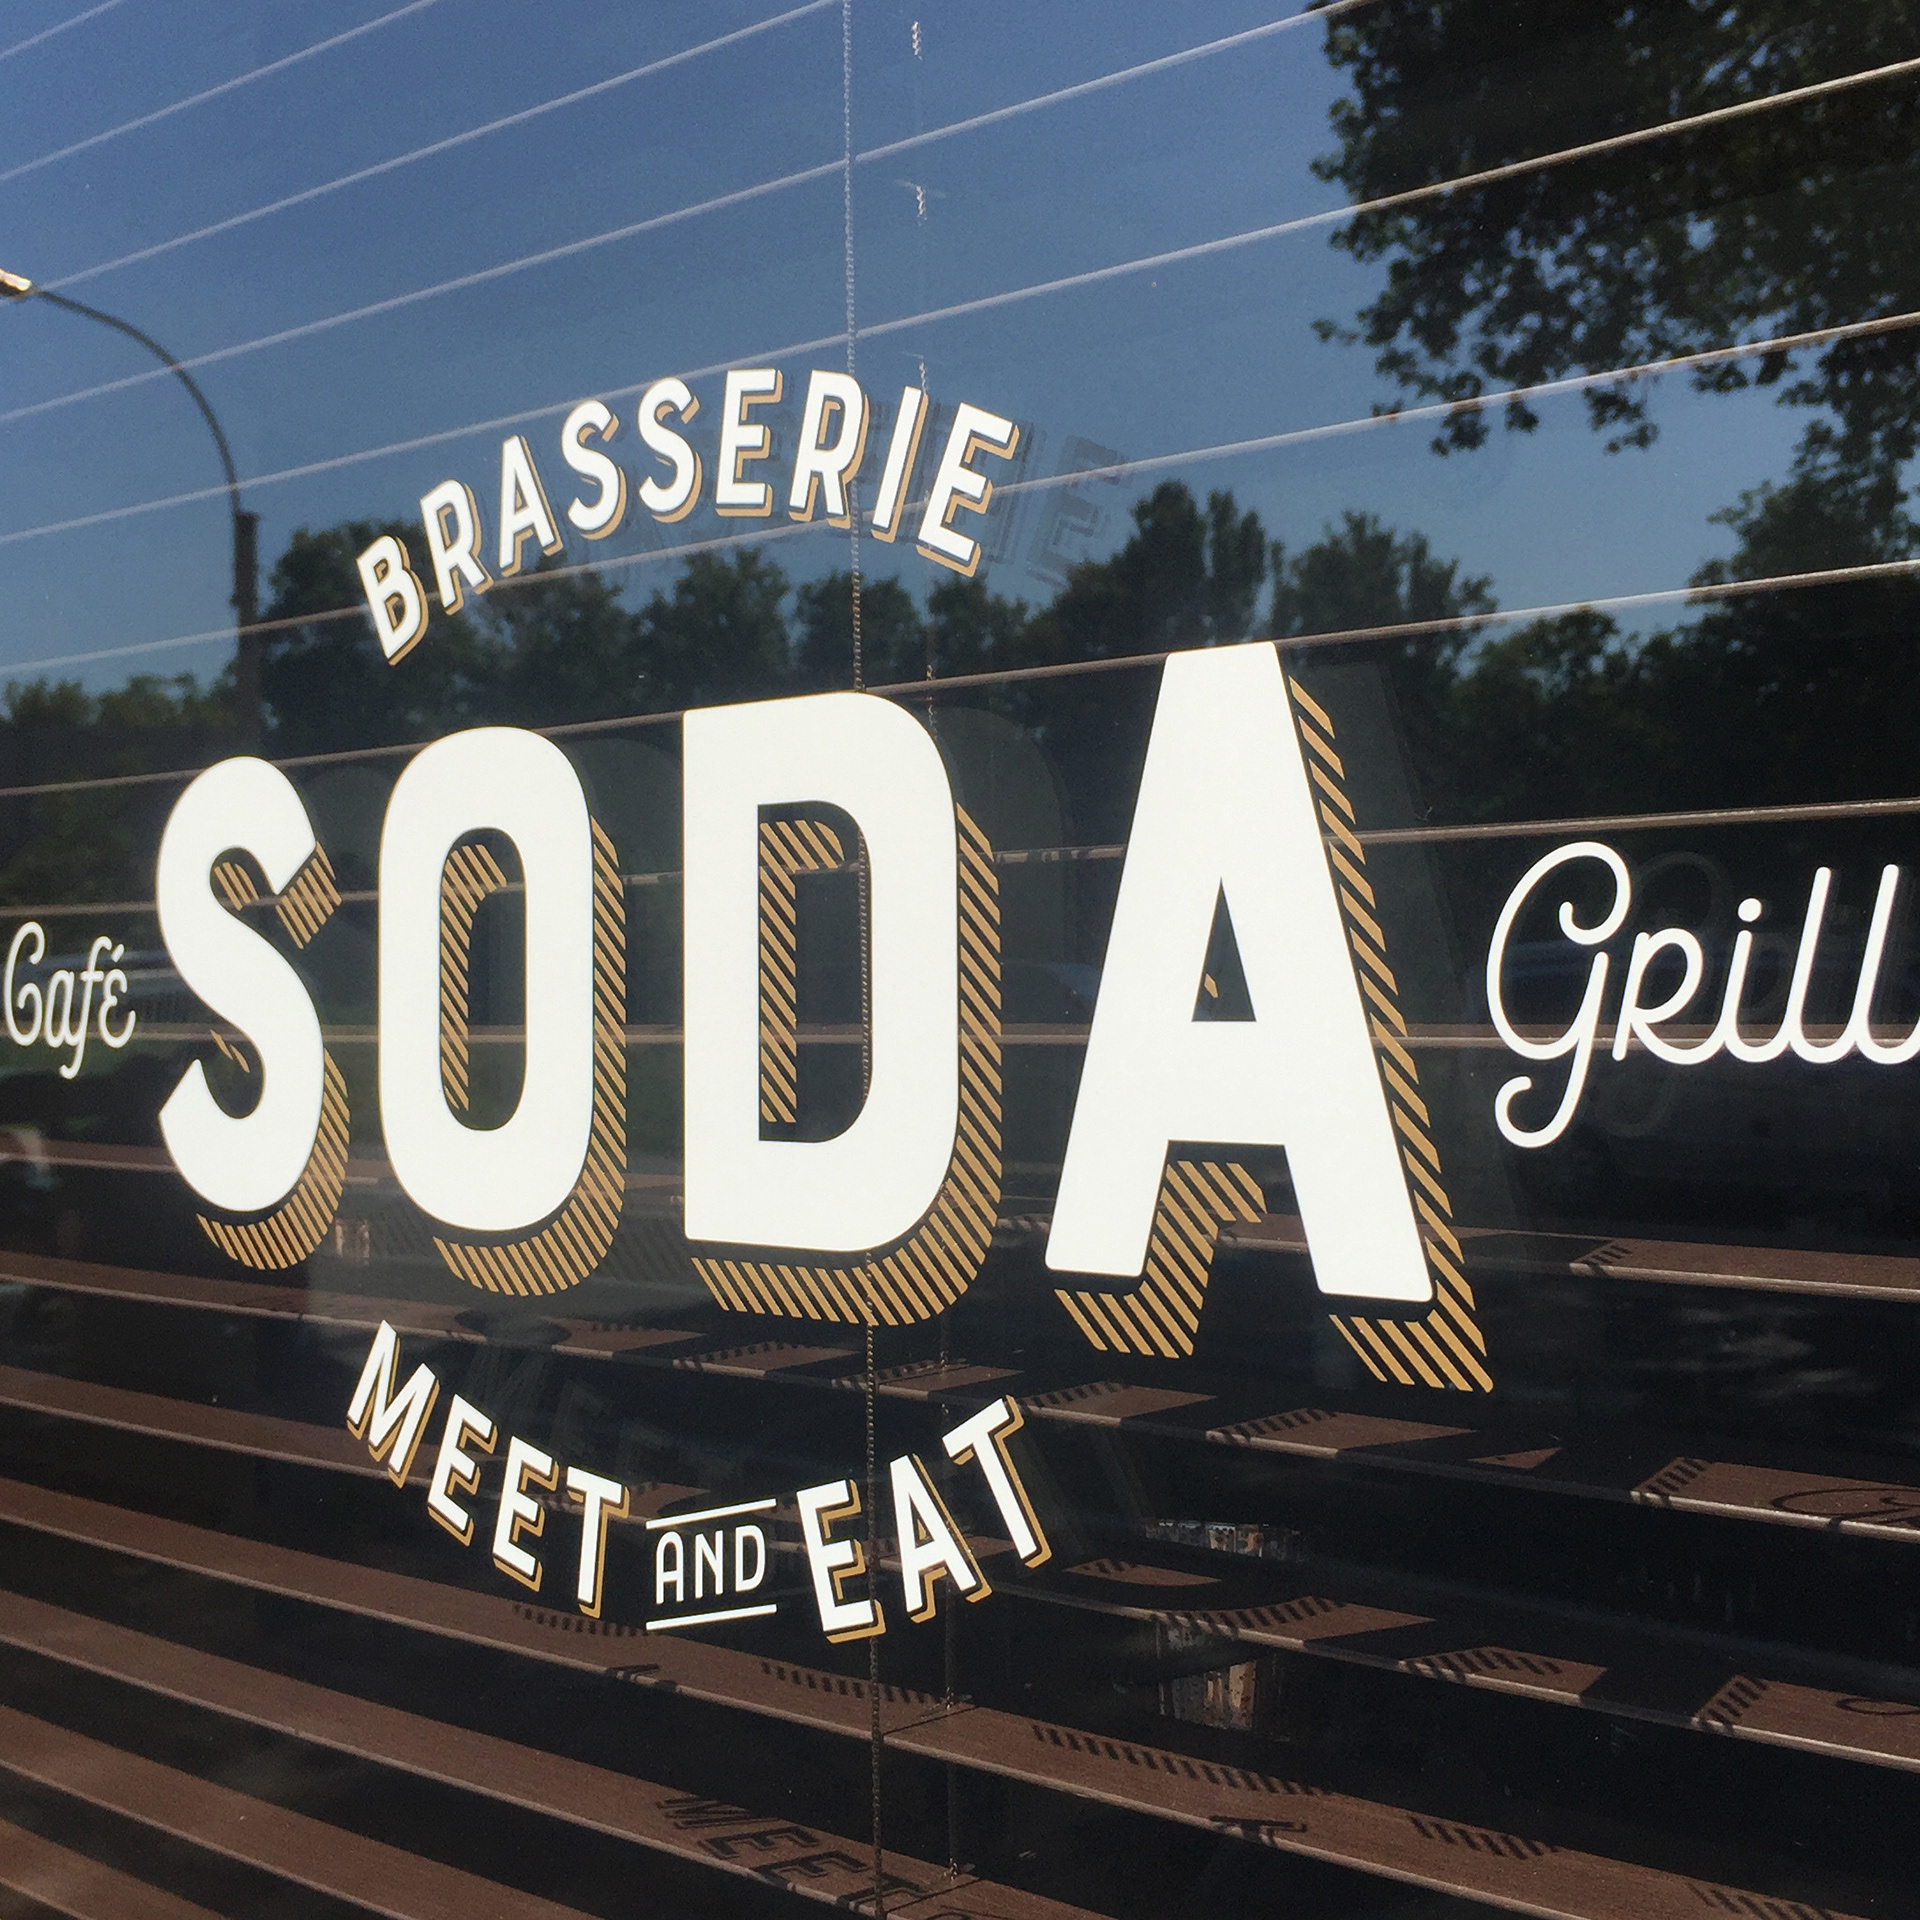 BRASSERIE
Café SODA Grill
MEET AND EAT